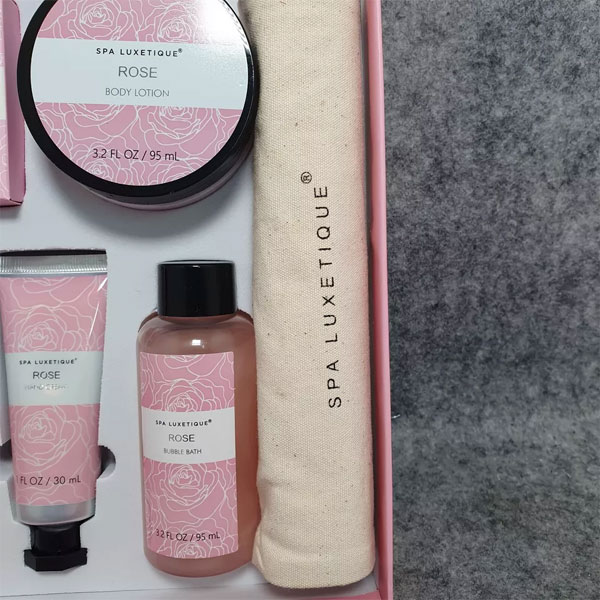 SPA LUXETIQUE®
ROSE
BODY LOTION
3.2 FL OZ / 95 mL
SPA LUXETIQUE®
SPA LUXETIQUE®
ROSE
FL OZ / 30 mL
SPA LUXETIQUE®
ROSE
BUBBLE BATH
3.2 FL OZ / 95 mL